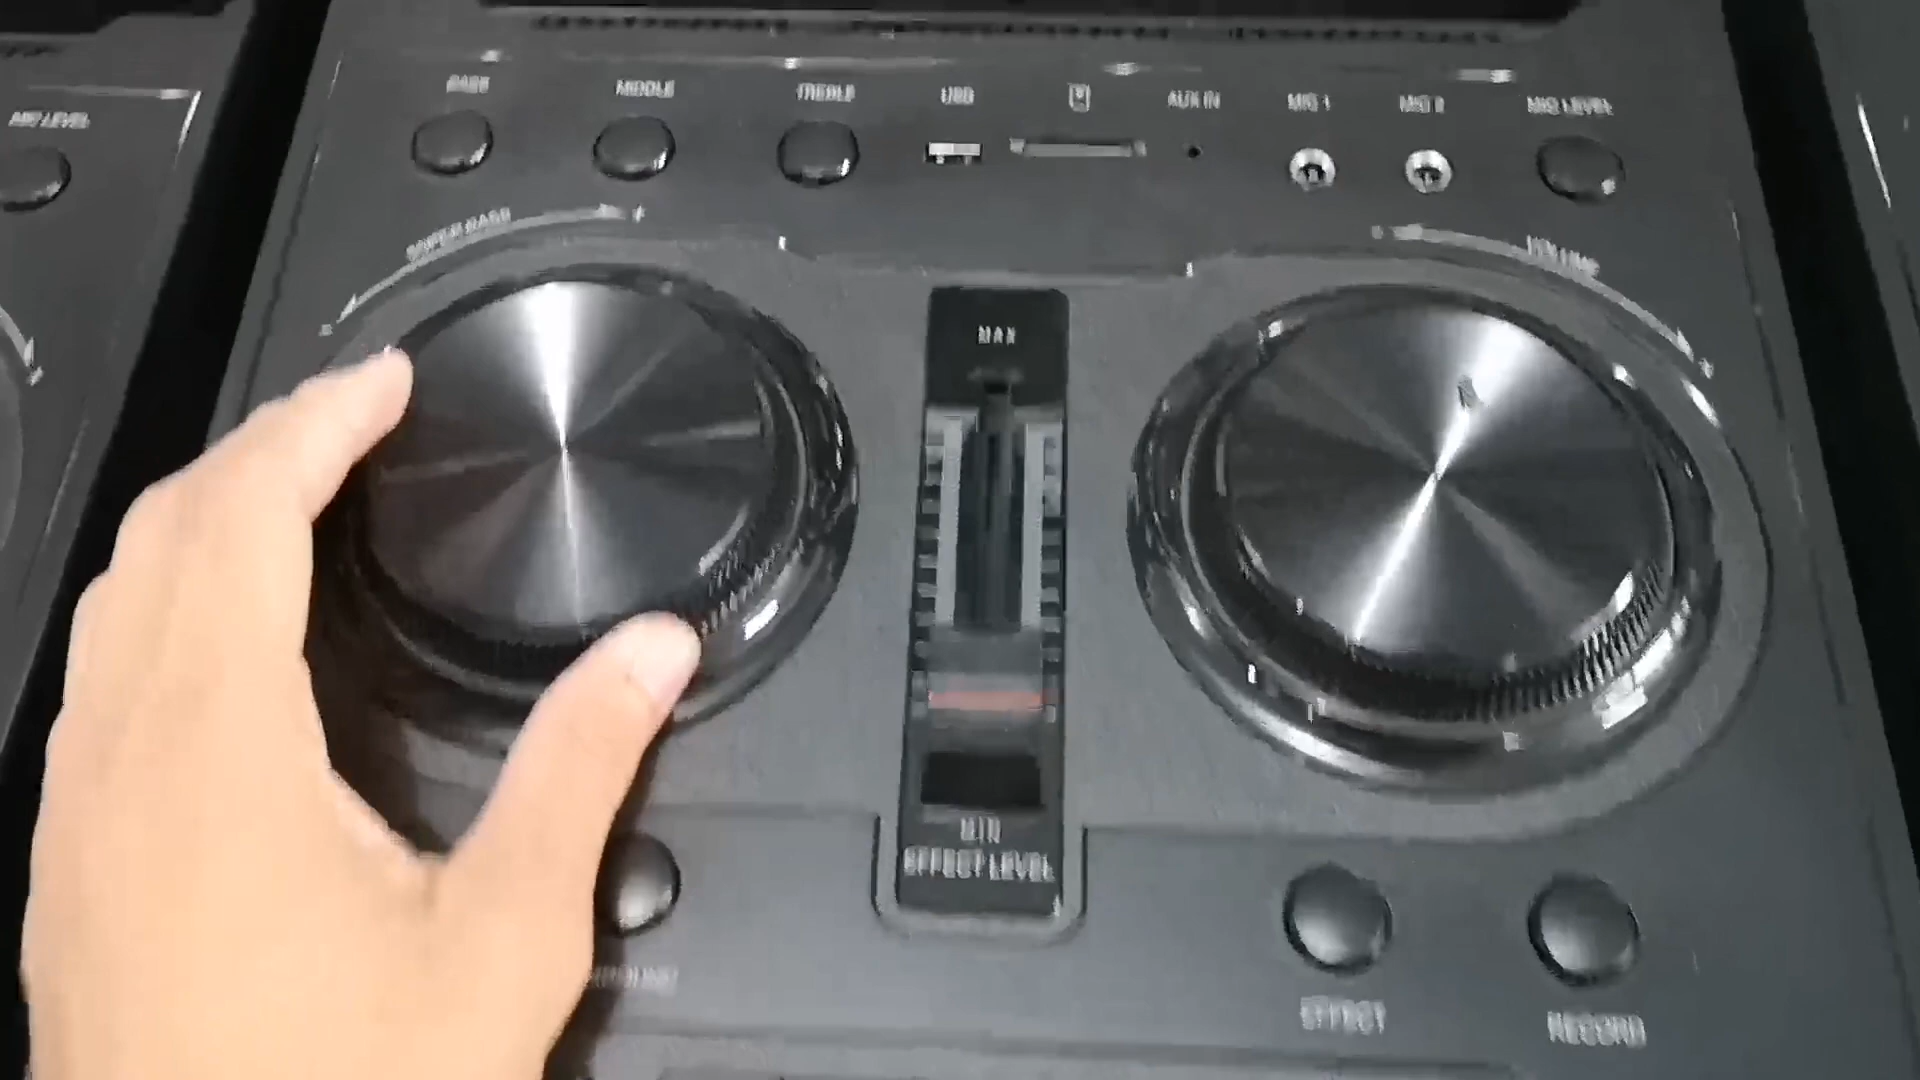 BASS
MIDDLE
TREBLE
USB
AUX IN
MIC 1
MIC 2
MIC LEVEL
MIC LEVEL
SUPER BASS
+
VOLUME
MAX
MIN
EFFECT LEVEL
EFFECT
RECORD